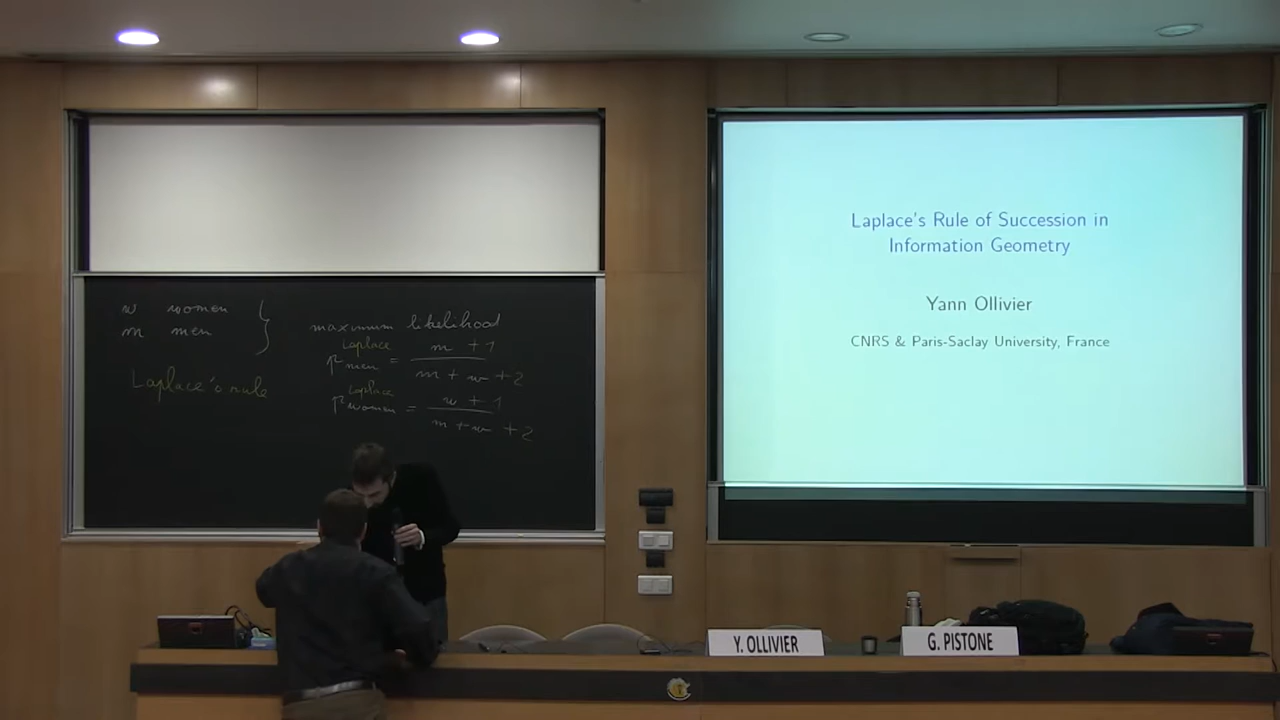 w women
m men
Laplace's rule
maximum likelihood
Laplace
p men = m + 1
m + w + 2
Laplace
p women = w + 1
m + w + 2
Laplace's Rule of Succession in
Information Geometry
Yann Ollivier
CNRS & Paris-Saclay University, France
Y. OLLIVIER
G. PISTONE